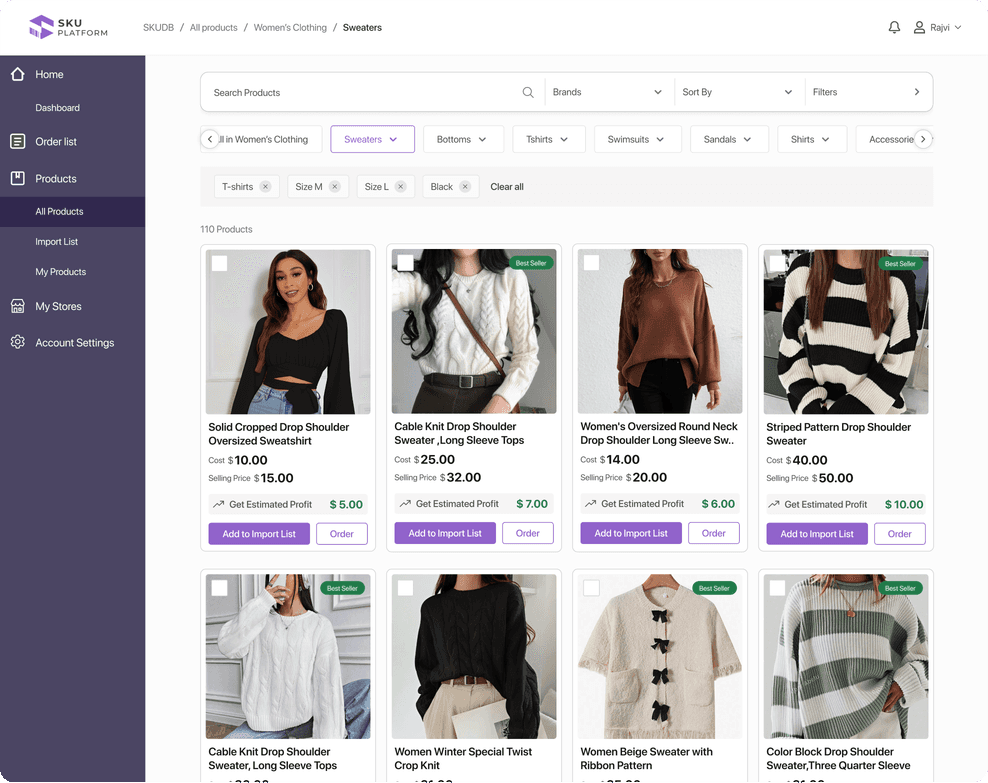 SKU
PLATFORM
SKUDB / All products / Women's Clothing / Sweaters
Rajvi
Home
Dashboard
Order list
Products
All Products
Import List
My Products
My Stores
Account Settings
Search Products
Brands
Sort By
Filters
ll in Women's Clothing
Sweaters
Bottoms
Tshirts
Swimsuits
Sandals
Shirts
Accessorie
T-shirts
Size M
Size L
Black
Clear all
110 Products
Solid Cropped Drop Shoulder
Oversized Sweatshirt
Cost $ 10.00
Selling Price $ 15.00
Get Estimated Profit $ 5.00
Add to Import List
Order
Best Seller
Cable Knit Drop Shoulder
Sweater ,Long Sleeve Tops
Cost $ 25.00
Selling Price $ 32.00
Get Estimated Profit $ 7.00
Add to Import List
Order
Women's Oversized Round Neck
Drop Shoulder Long Sleeve Sw..
Cost $ 14.00
Selling Price $ 20.00
Get Estimated Profit $ 6.00
Add to Import List
Order
Best Seller
Striped Pattern Drop Shoulder
Sweater
Cost $ 40.00
Selling Price $ 50.00
Get Estimated Profit $ 10.00
Add to Import List
Order
Best Seller
Cable Knit Drop Shoulder
Sweater, Long Sleeve Tops
Women Winter Special Twist
Crop Knit
Best Seller
Women Beige Sweater with
Ribbon Pattern
Best Seller
Color Block Drop Shoulder
Sweater,Three Quarter Sleeve